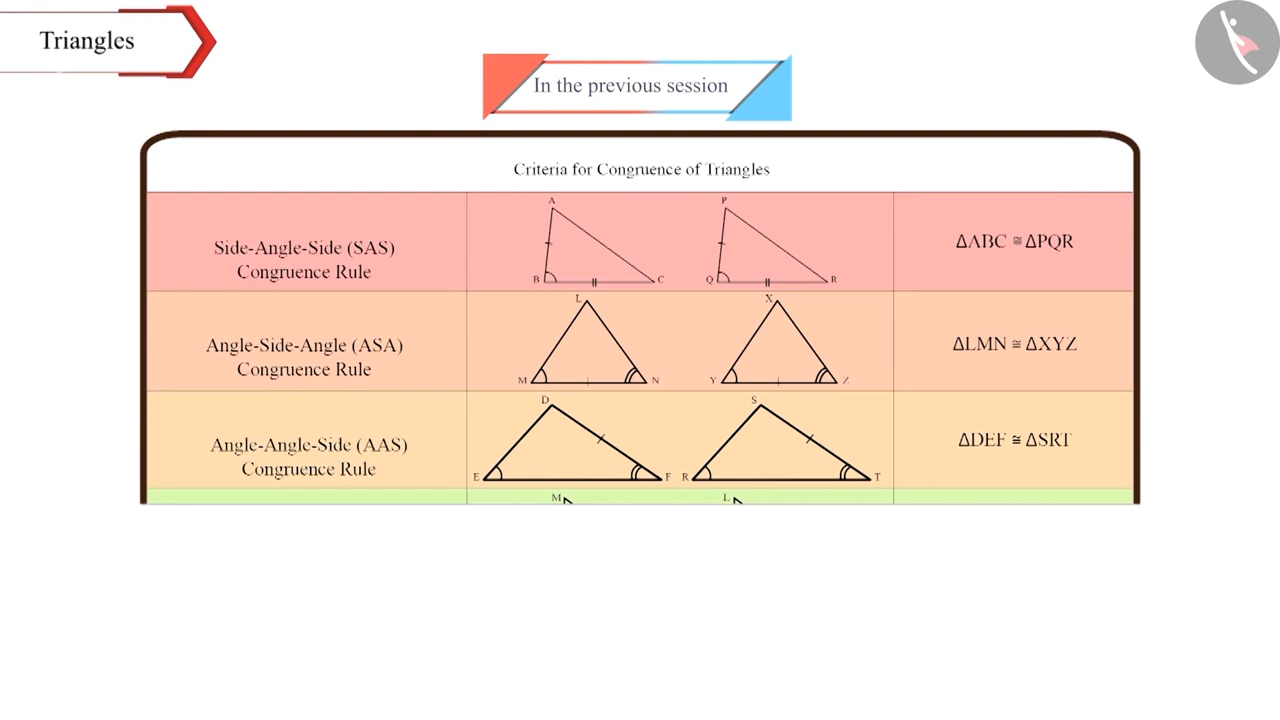 Triangles
In the previous session
Criteria for Congruence of Triangles
Side-Angle-Side (SAS)
Congruence Rule
A
B
C
P
Q
R
ΔABC ≅ ΔPQR
Angle-Side-Angle (ASA)
Congruence Rule
L
M
N
X
Y
Z
ΔLMN ≅ ΔXYZ
Angle-Angle-Side (AAS)
Congruence Rule
D
E
F
S
R
T
ΔDEF ≅ ΔSRT
M
L